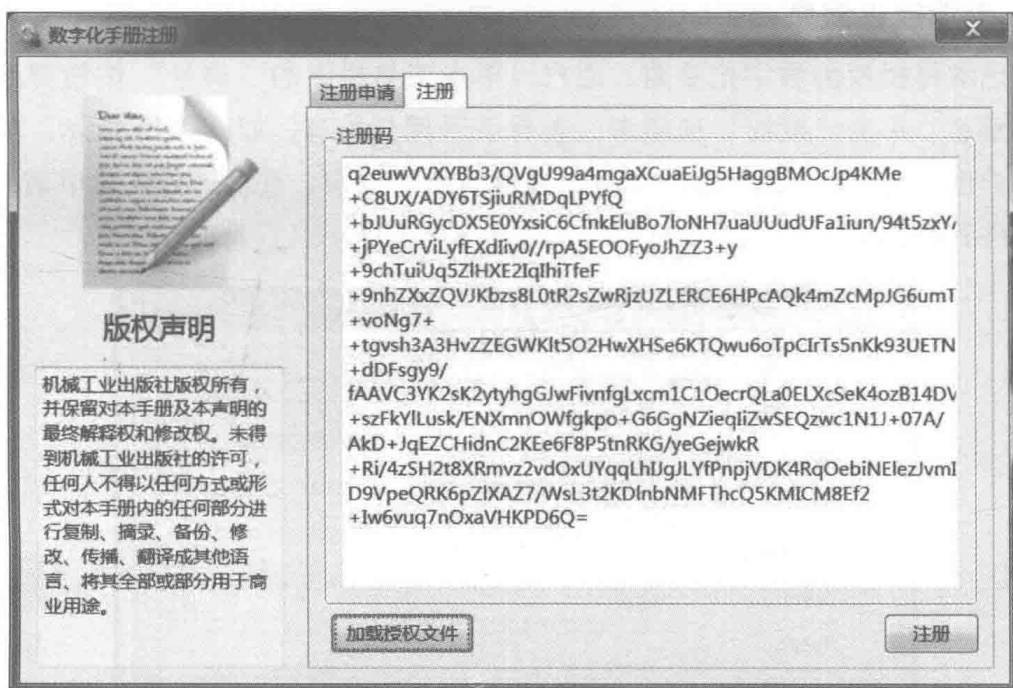 数字化手册注册
X
版权声明
机械工业出版社版权所有，
并保留对本手册及本声明的
最终解释权和修改权。未得
到机械工业出版社的许可，
任何人不得以任何方式或形
式对本手册内的任何部分进
行复制、摘录、备份、修
改、传播、翻译成其他语
言、将其全部或部分用于商
业用途。
注册申请 注册
注册码
q2euwVVXYBb3/QVgU99a4mgaXCuaEiJg5HaggBMOcJp4KMe
+C8UX/ADY6TSjiuRMDqLPYfQ
+bJUuRGycDX5E0YxsiC6CfnkEluBo7loNH7uaUUudUFa1iun/94t5zxY/
+jPYeCrViLyfEXdIiv0//rpA5EOOFyoJhZZ3+y
+9chTuiUq5ZlHXE2IqIhiTfeF
+9nhZXxZQVJKbzs8L0tR2sZwRjzUZLERCE6HPcAQk4mZcMpJG6umT
+voNg7+
+tgvsh3A3HvZZEGWKlt5O2HwXHSe6KTQwu6oTpCIrTs5nKk93UETN
+dDFsgy9/
fAAVC3YK2sK2ytyhgGJwFivnfgLxcm1C1OecrQLa0ELXcSeK4ozB14DV
+szFkYlLusk/ENXmnOWfgkpo+G6GgNZieqIiZwSEQzwc1N1J+07A/
AkD+JqEZCHidnC2KEe6F8P5tnRKG/yeGejwkR
+Ri/4zSH2t8XRmvz2vdOxUYqqLhIJgJLYfPnpjVDK4RqOebiNElezJvmI
D9VpeQRK6pZlXAZ7/WsL3t2KDlnbNMFThcQ5KMICM8Ef2
+Iw6vuq7nOxaVHKPD6Q=
加载授权文件 注册